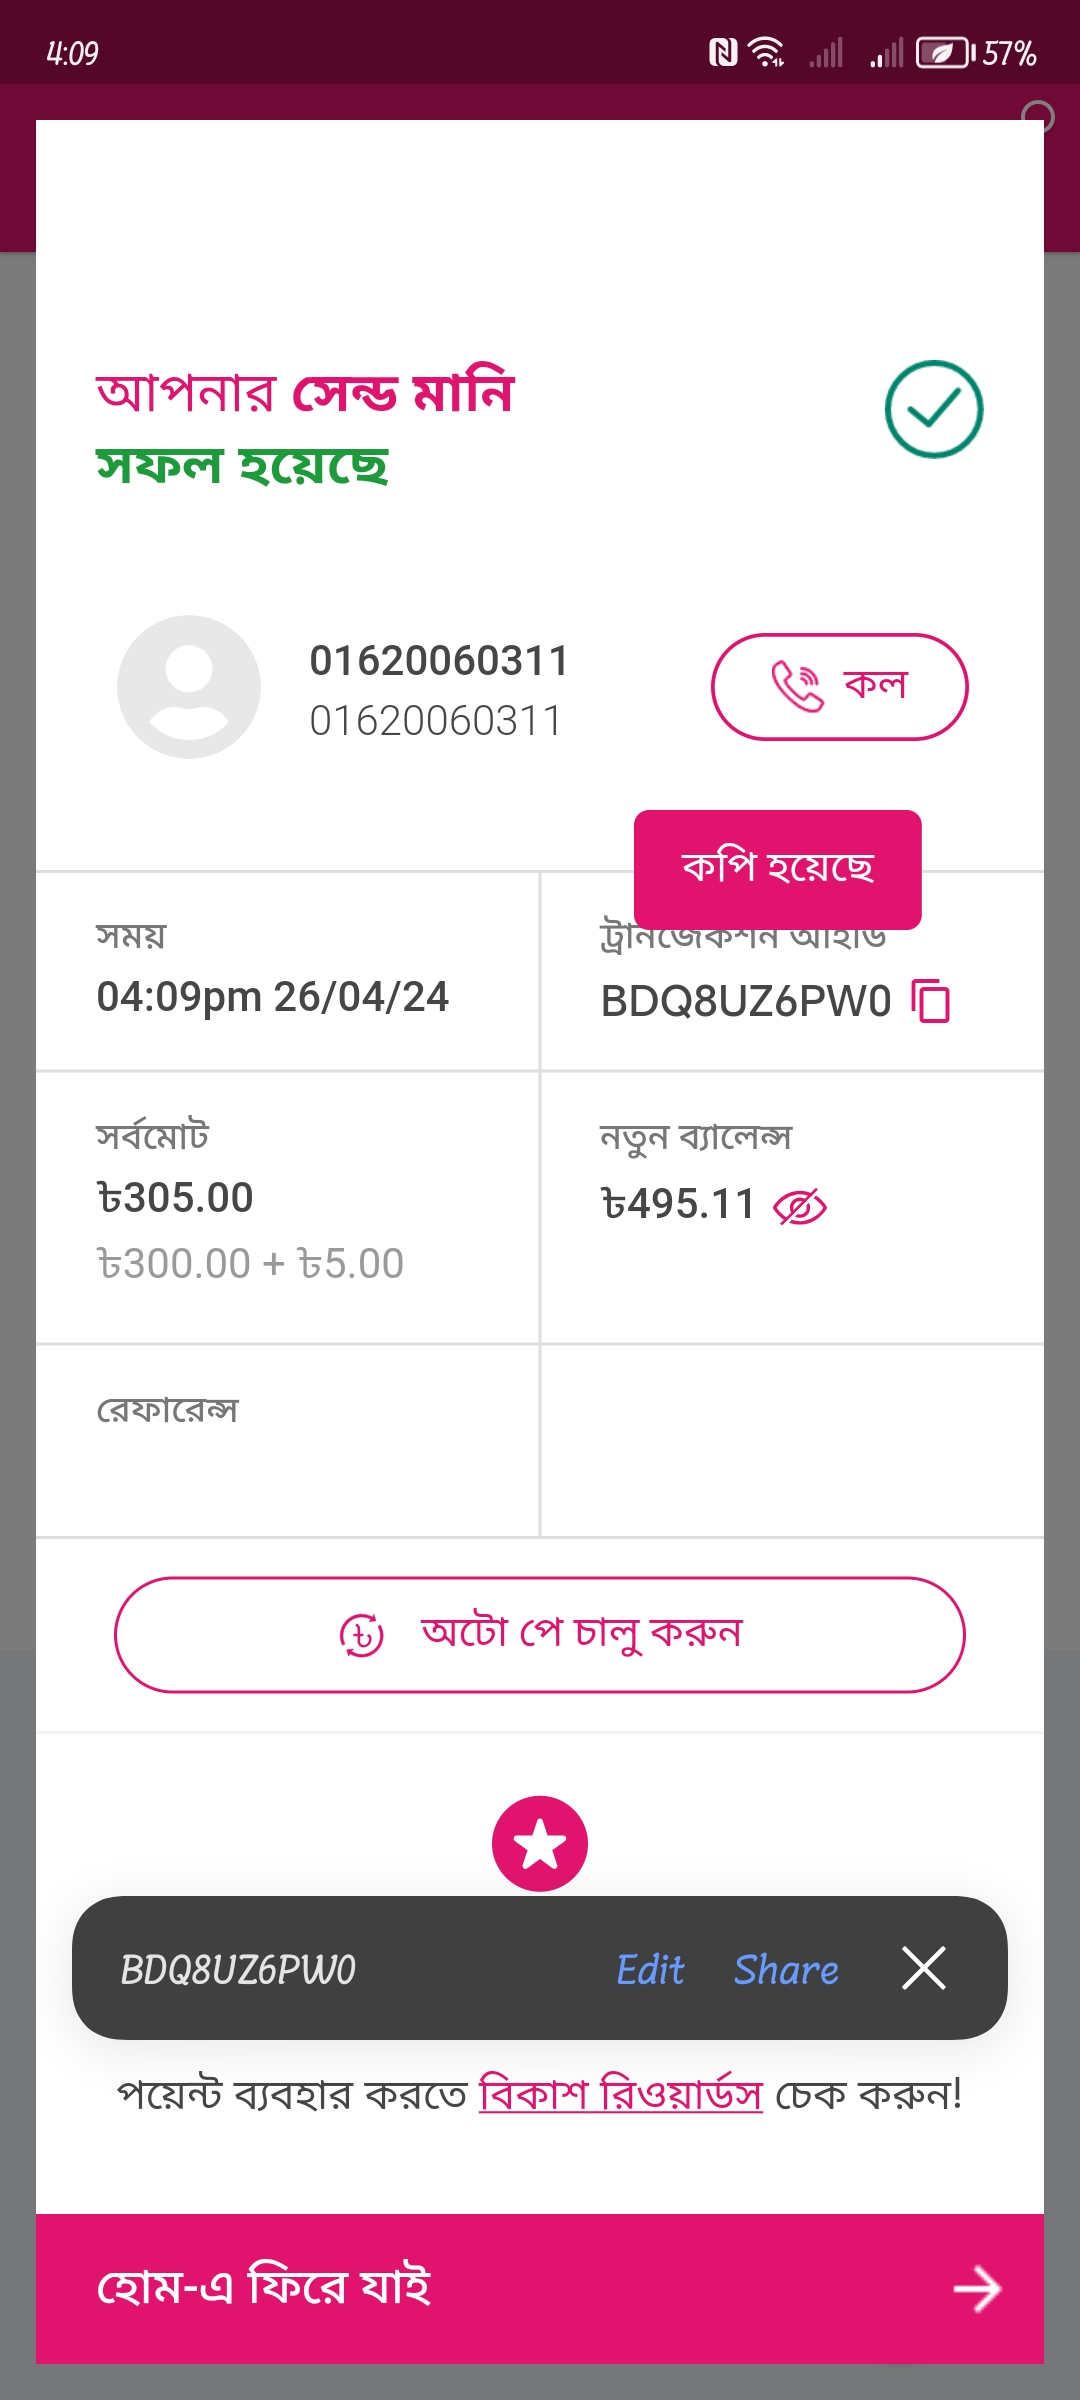 4:09
57%
আপনার সেন্ড মানি
সফল হয়েছে
01620060311
01620060311
কল
কপি হয়েছে
সময়
04:09pm 26/04/24
ট্রানজেকশন আইডি
BDQ8UZ6PW0
সর্বমোট
৳305.00
৳300.00 + ৳5.00
নতুন ব্যালেন্স
৳495.11
রেফারেন্স
অটো পে চালু করুন
BDQ8UZ6PW0
Edit
Share
পয়েন্ট ব্যবহার করতে বিকাশ রিওয়ার্ডস চেক করুন!
হোম-এ ফিরে যাই